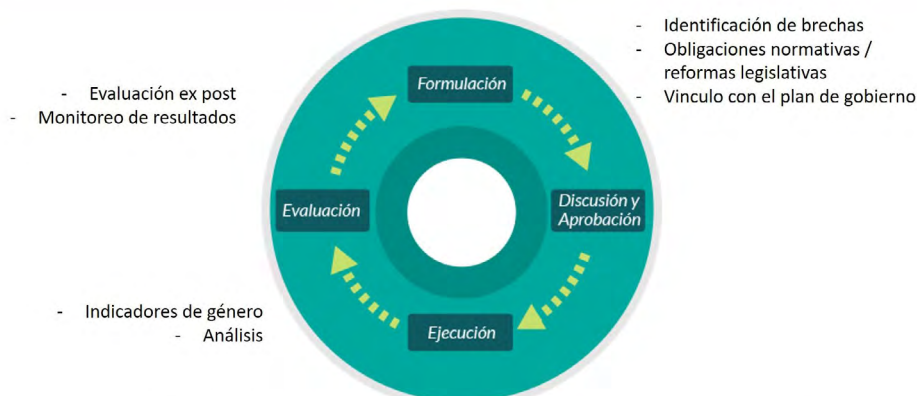 - Identificación de brechas
- Obligaciones normativas /
reformas legislativas
- Vinculo con el plan de gobierno
- Evaluación ex post
- Monitoreo de resultados
Formulación
Discusión y
Aprobación
Evaluación
Ejecución
- Indicadores de género
- Análisis